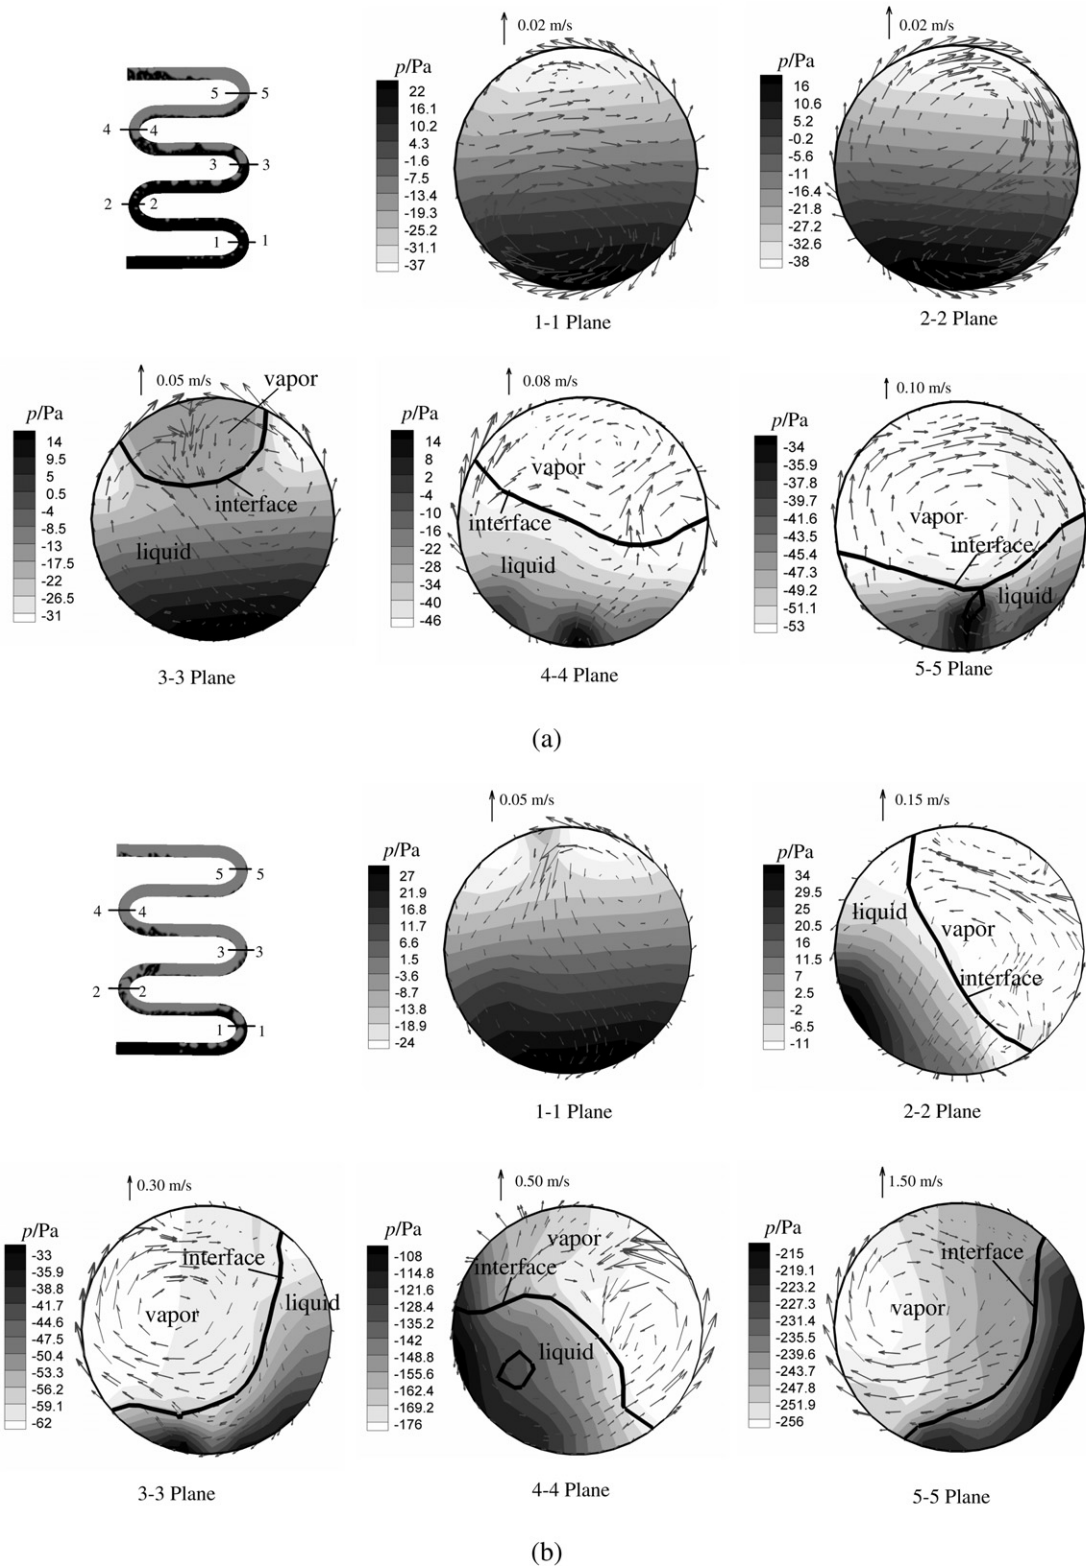 0.02 m/s
p/Pa
22
16.1
10.2
4.3
-1.6
-7.5
-13.4
-19.3
-25.2
-31.1
-37
1-1 Plane
0.02 m/s
p/Pa
16
10.6
5.2
-0.2
-5.6
-11
-16.4
-21.8
-27.2
-32.6
-38
2-2 Plane
5 5
4 4
3 3
2 2
1 1
0.05 m/s
vapor
p/Pa
14
9.5
5
0.5
-4
-8.5
-13
-17.5
-22
-26.5
-31
interface
liquid
3-3 Plane
0.08 m/s
p/Pa
14
8
2
-4
-10
-16
-22
-28
-34
-40
-46
vapor
interface
liquid
4-4 Plane
0.10 m/s
p/Pa
-34
-35.9
-37.8
-39.7
-41.6
-43.5
-45.4
-47.3
-49.2
-51.1
-53
vapor
interface
liquid
5-5 Plane
(a)
5 5
4 4
3 3
2 2
1 1
0.05 m/s
p/Pa
27
21.9
16.8
11.7
6.6
1.5
-3.6
-8.7
-13.8
-18.9
-24
1-1 Plane
0.15 m/s
p/Pa
34
29.5
25
20.5
16
11.5
7
2.5
-2
-6.5
-11
liquid
vapor
interface
2-2 Plane
0.30 m/s
p/Pa
-33
-35.9
-38.8
-41.7
-44.6
-47.5
-50.4
-53.3
-56.2
-59.1
-62
interface
vapor
liquid
3-3 Plane
0.50 m/s
p/Pa
-108
-114.8
-121.6
-128.4
-135.2
-142
-148.8
-155.6
-162.4
-169.2
-176
vapor
interface
liquid
4-4 Plane
1.50 m/s
p/Pa
-215
-219.1
-223.2
-227.3
-231.4
-235.5
-239.6
-243.7
-247.8
-251.9
-256
interface
vapor
5-5 Plane
(b)